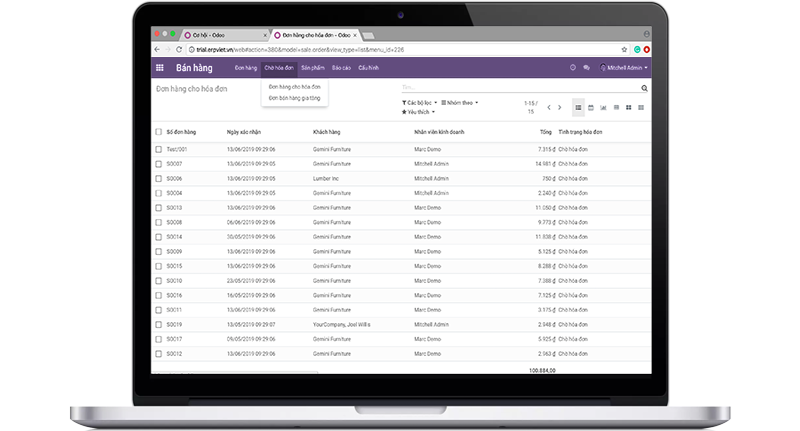 Cơ hội - Odoo
Đơn hàng cho hóa đơn - Odoo
trial.erpviet.vn/web#action=380&model=sale.order&view_type=list&menu_id=226
Bán hàng Đơn hàng Chờ hóa đơn Sản phẩm Báo cáo Cấu hình Mitchell Admin
Đơn hàng cho hóa đơn
Đơn hàng cho hóa đơn
Đơn bán hàng gia tăng
Tìm...
Các bộ lọc Nhóm theo
Yêu thích
1-15 /
15
Số đơn hàng Ngày xác nhận Khách hàng Nhân viên kinh doanh Tổng Tình trạng hóa đơn
Test/001 13/06/2019 09:29:06 Gemini Furniture Marc Demo 7.315 ₫ Chờ hóa đơn
SO007 13/06/2019 09:29:05 Gemini Furniture Mitchell Admin 14.981 ₫ Chờ hóa đơn
SO006 13/06/2019 09:29:05 Lumber Inc Mitchell Admin 750 ₫ Chờ hóa đơn
SO004 13/06/2019 09:29:05 Gemini Furniture Mitchell Admin 2.240 ₫ Chờ hóa đơn
SO013 13/06/2019 09:29:06 Gemini Furniture Marc Demo 11.050 ₫ Chờ hóa đơn
SO008 06/06/2019 09:29:06 Gemini Furniture Marc Demo 9.773 ₫ Chờ hóa đơn
SO014 30/05/2019 09:29:06 Gemini Furniture Marc Demo 11.838 ₫ Chờ hóa đơn
SO009 13/06/2019 09:29:06 Gemini Furniture Marc Demo 5.125 ₫ Chờ hóa đơn
SO015 13/06/2019 09:29:06 Gemini Furniture Marc Demo 8.288 ₫ Chờ hóa đơn
SO010 23/05/2019 09:29:06 Gemini Furniture Marc Demo 7.388 ₫ Chờ hóa đơn
SO016 16/05/2019 09:29:06 Gemini Furniture Marc Demo 7.125 ₫ Chờ hóa đơn
SO011 13/06/2019 09:29:06 Gemini Furniture Marc Demo 3.175 ₫ Chờ hóa đơn
SO019 13/06/2019 09:29:07 YourCompany, Joel Willis Mitchell Admin 2.948 ₫ Chờ hóa đơn
SO017 09/05/2019 09:29:06 Gemini Furniture Marc Demo 5.925 ₫ Chờ hóa đơn
SO012 13/06/2019 09:29:06 Gemini Furniture Marc Demo 2.963 ₫ Chờ hóa đơn
100.884,00